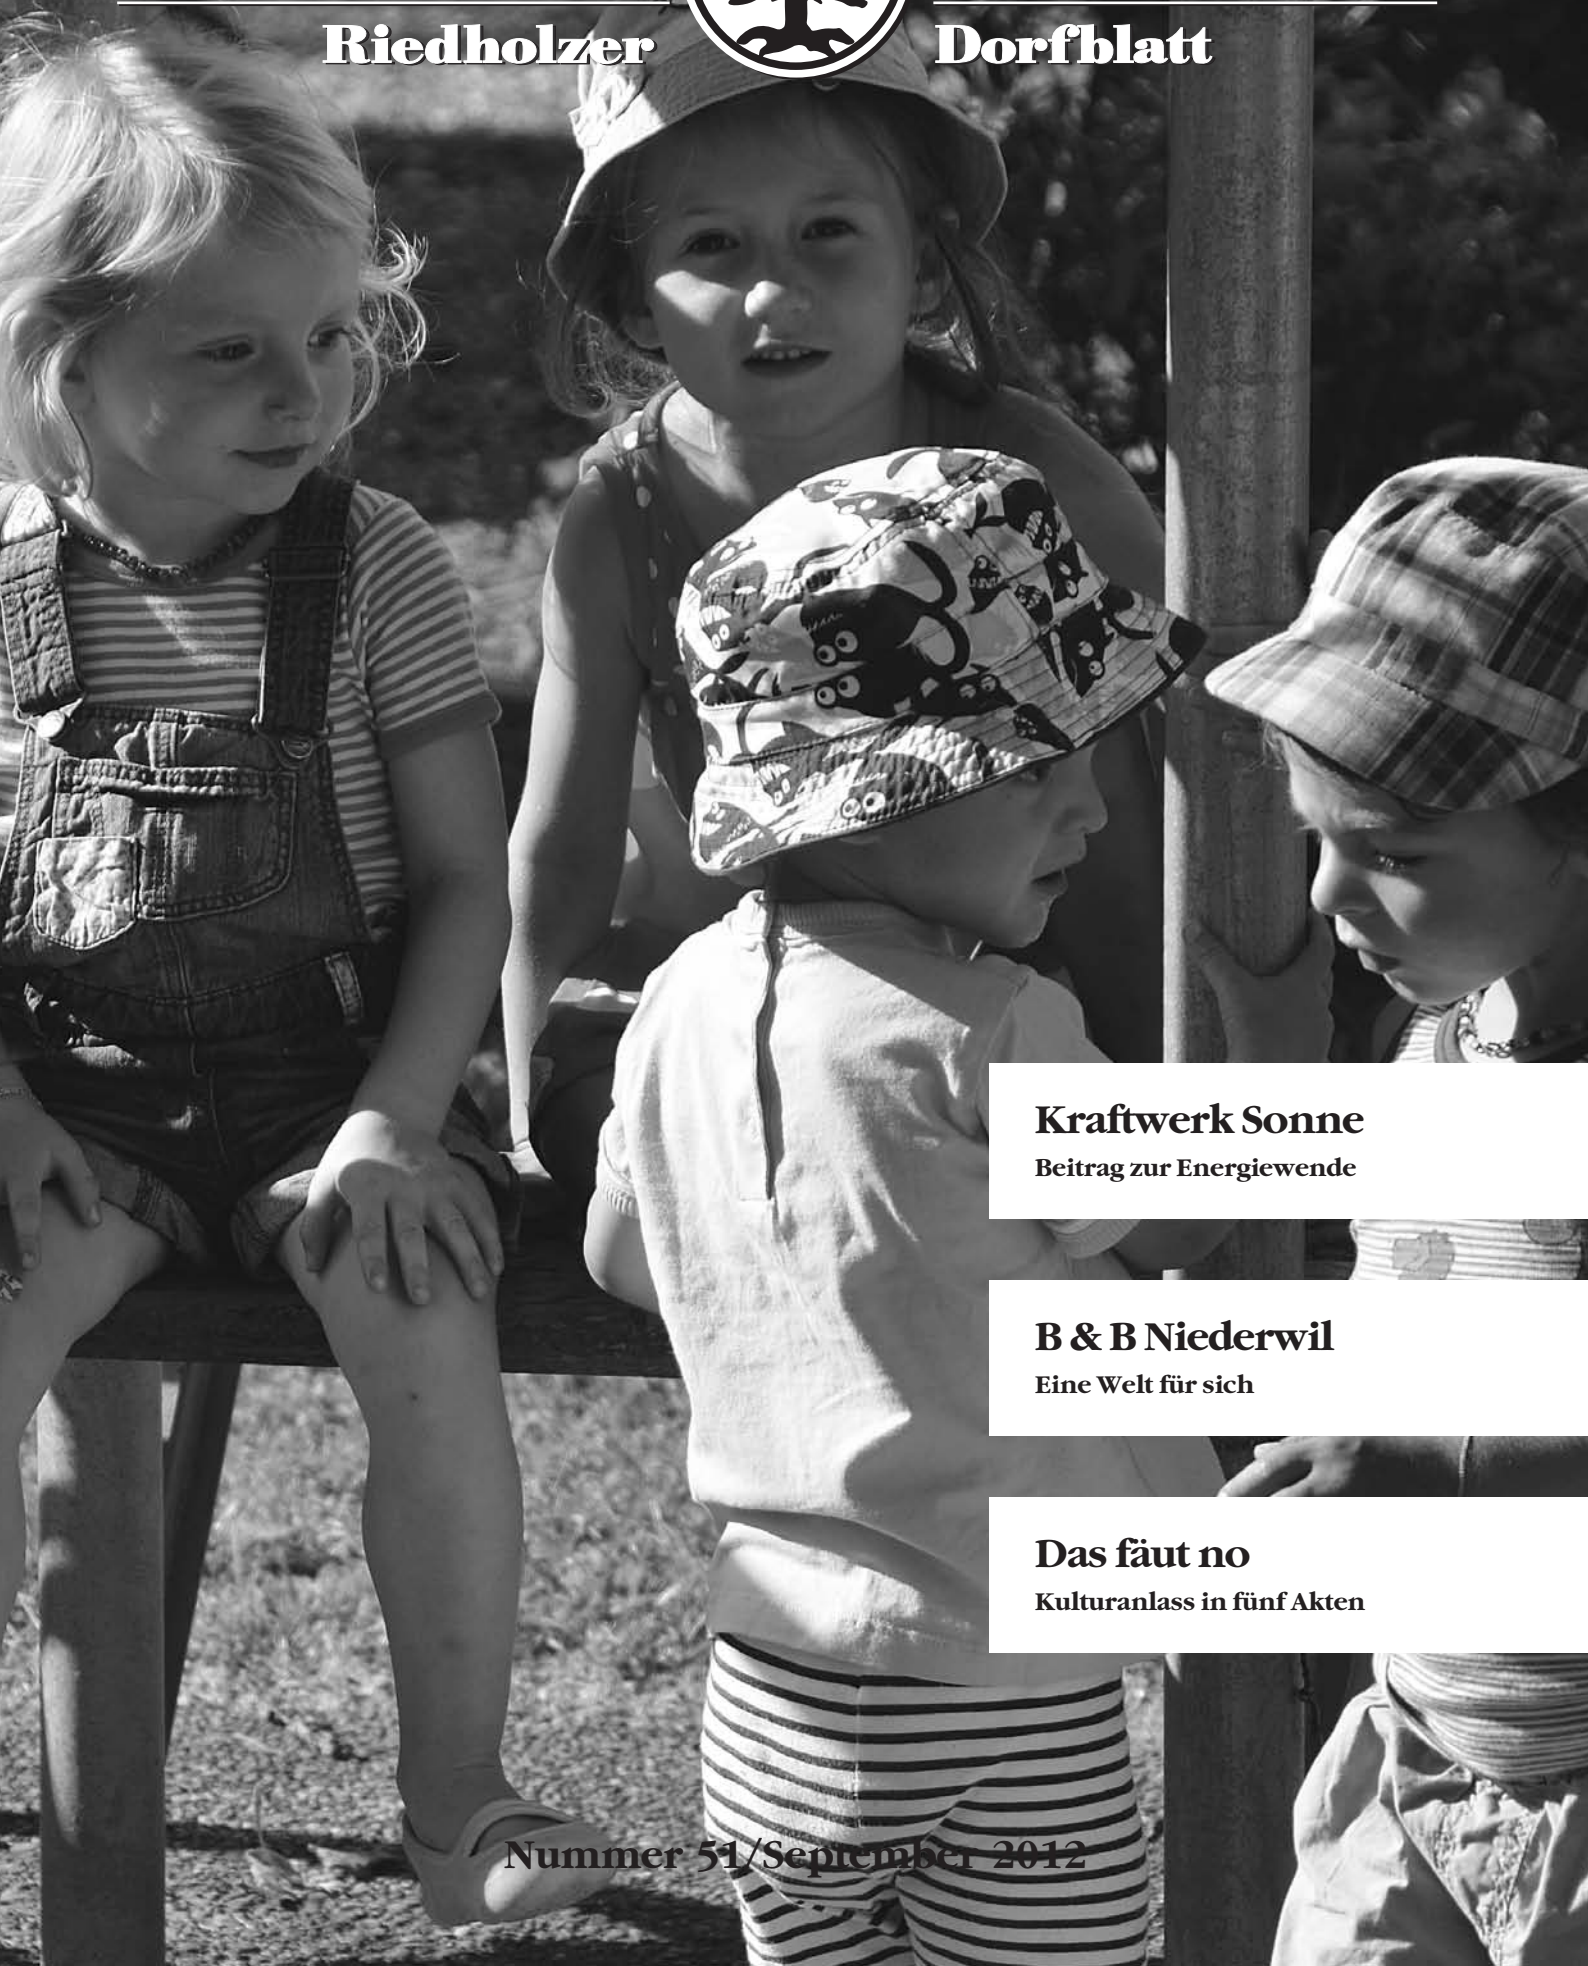 Riedholzer Dorfblatt
Kraftwerk Sonne
Beitrag zur Energiewende
B & B Niederwil
Eine Welt für sich
Das fäut no
Kulturanlass in fünf Akten
Nummer 51/September 2012